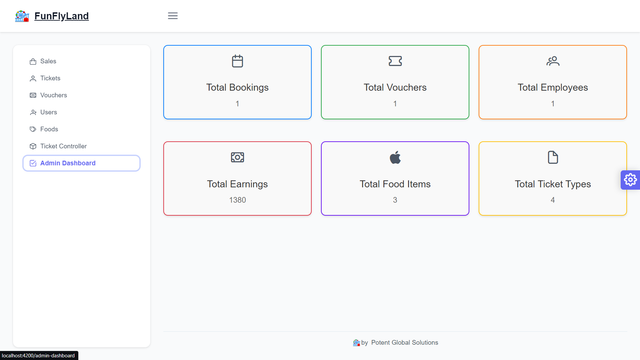 FunFlyLand
Sales
Tickets
Vouchers
Users
Foods
Ticket Controller
Admin Dashboard
Total Bookings
1
Total Vouchers
1
Total Employees
1
Total Earnings
1380
Total Food Items
3
Total Ticket Types
4
by Potent Global Solutions
localhost:4200/admin-dashboard